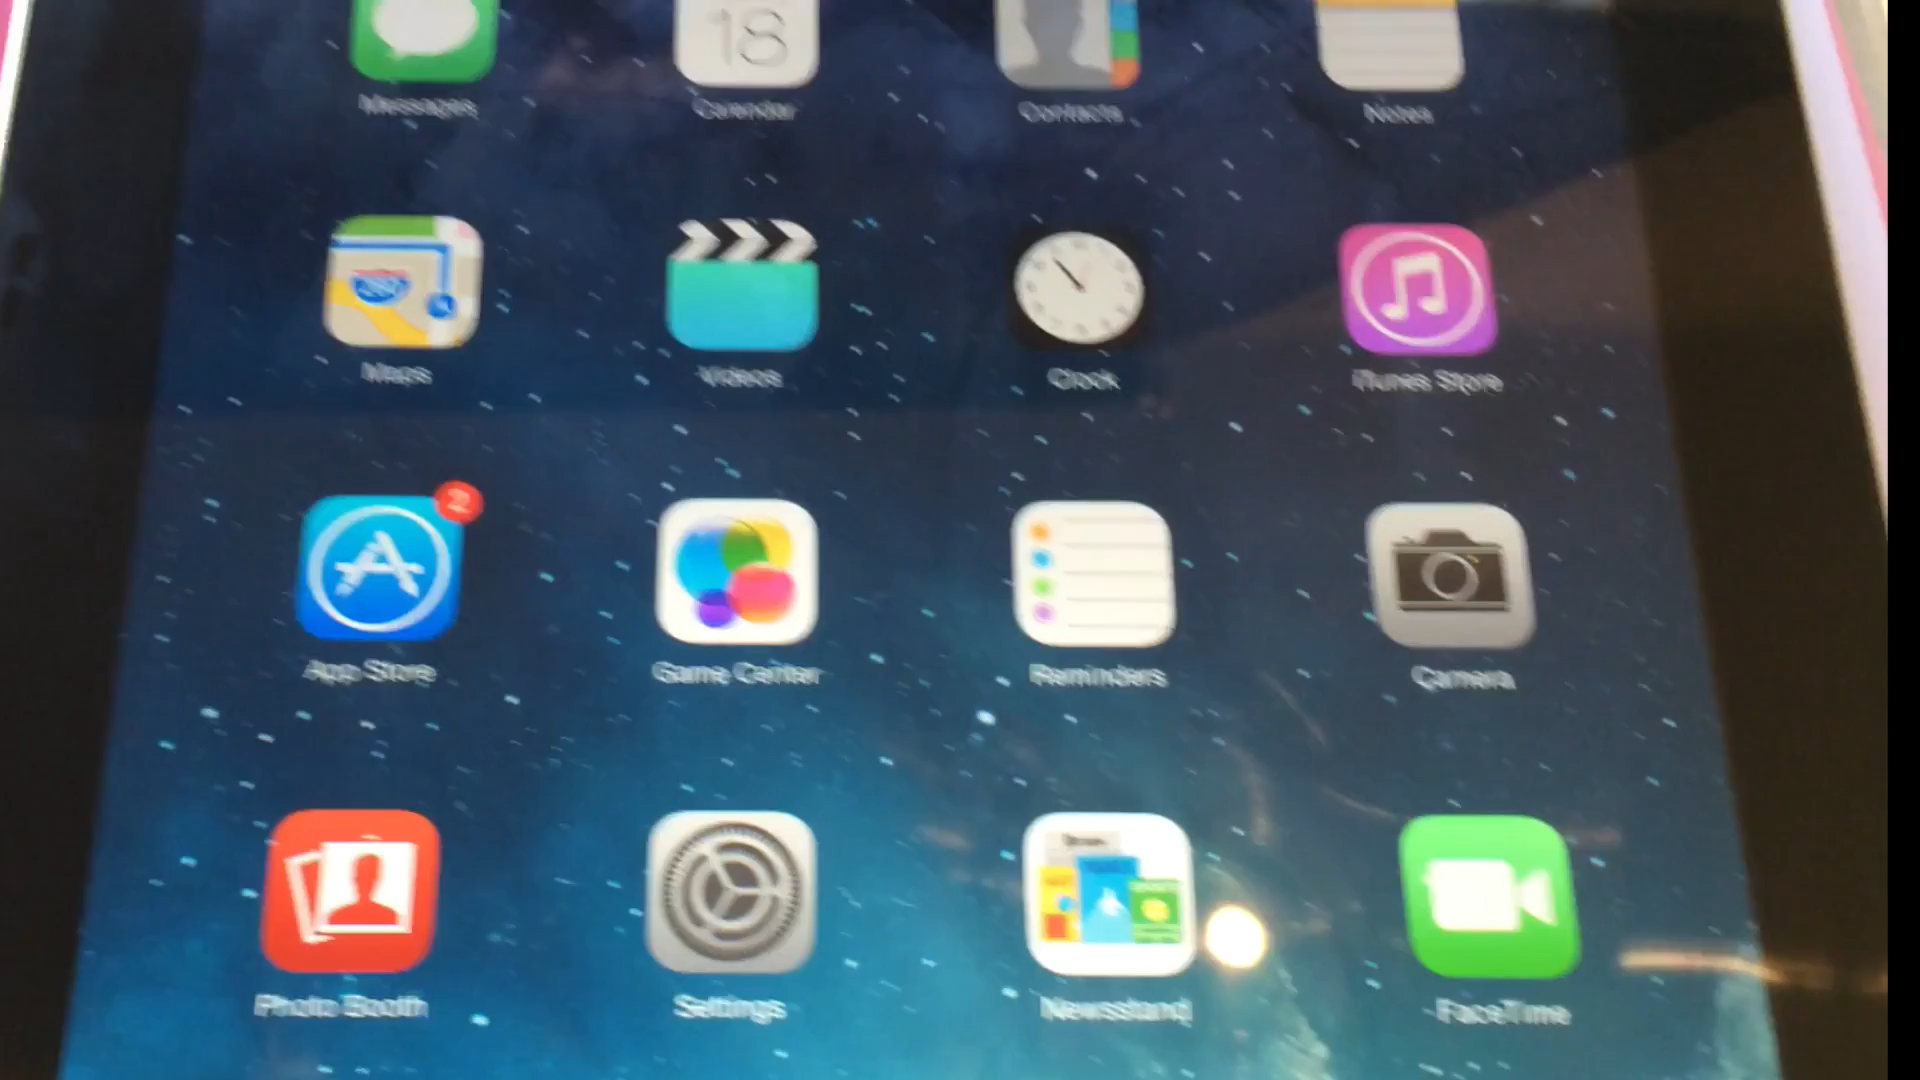 18
Messages Calendar Contacts Notes
Maps Videos Clock iTunes Store
App Store Game Center Reminders Camera
Photo Booth Settings Newsstand FaceTime